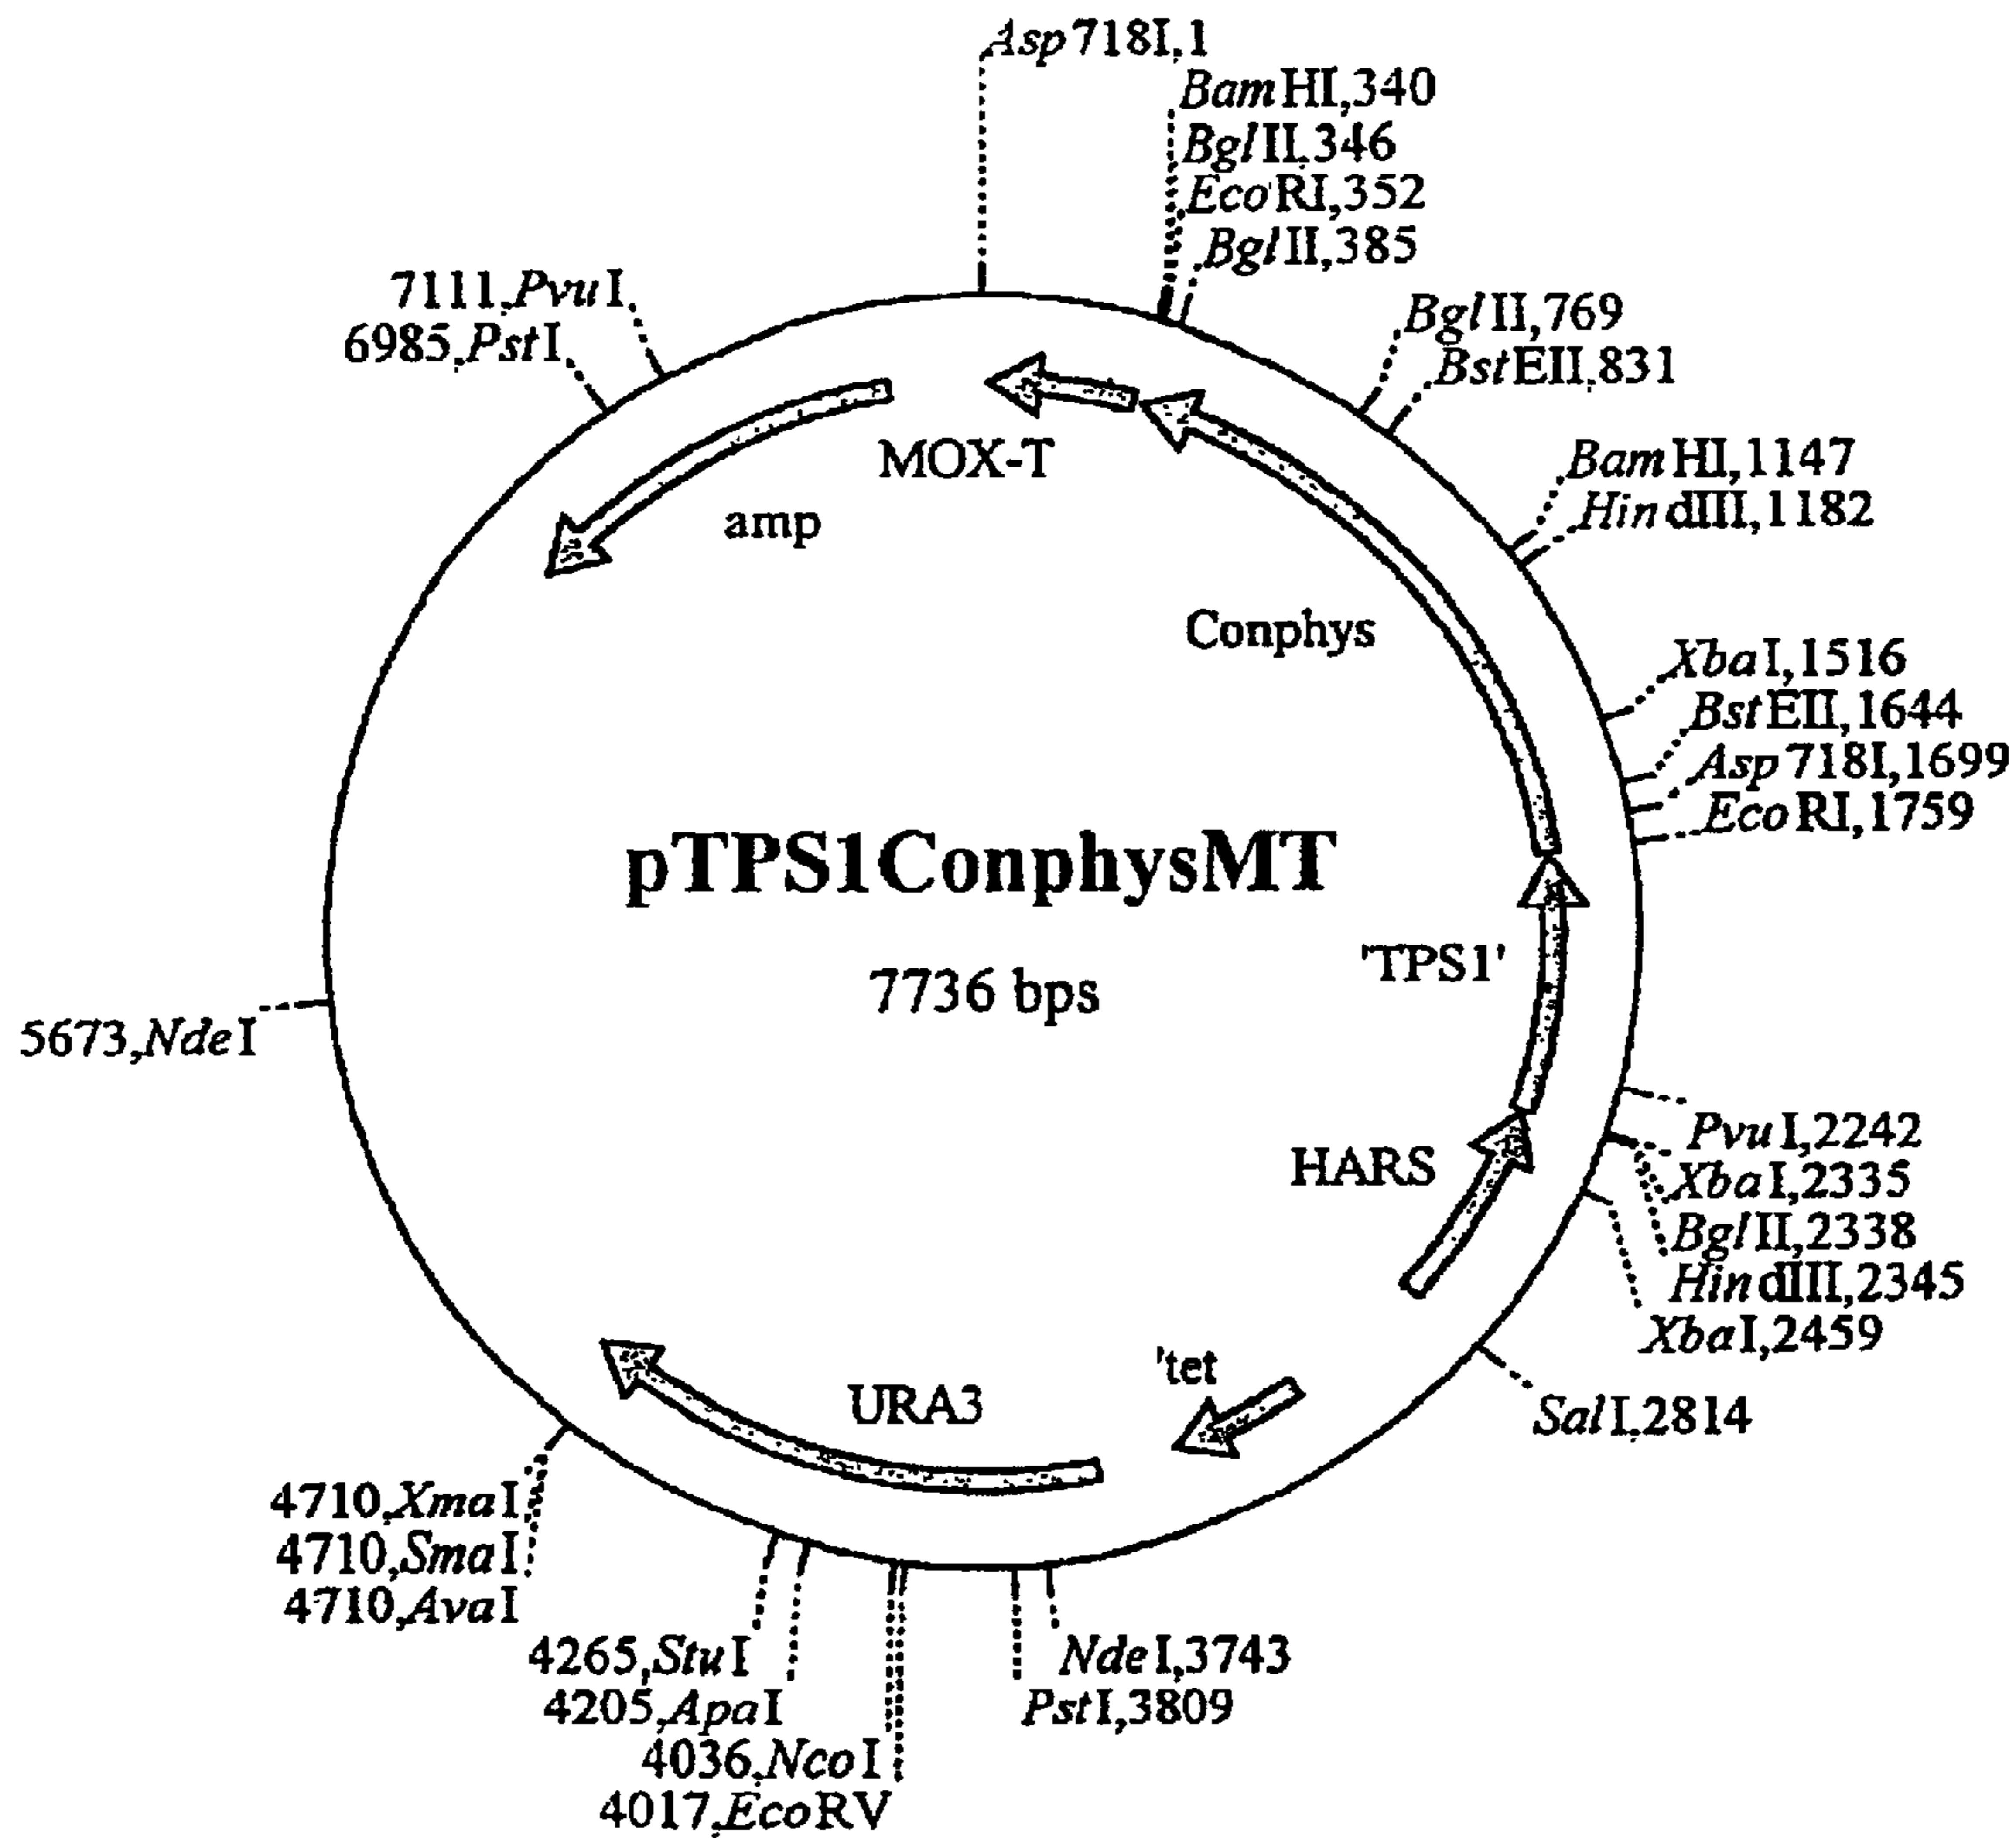 Asp718I,1
BamHI,340
BglII,346
EcoRI,352
BglII,385
BglII,769
BstEII,831
BamHI,1147
HindIII,1182
XbaI,1516
BstEII,1644
Asp718I,1699
EcoRI,1759
PvuI,2242
XbaI,2335
BglII,2338
HindIII,2345
XbaI,2459
SalI,2814
NdeI,3743
PstI,3809
4017,EcoRV
4036,NcoI
4205,ApaI
4265,StuI
4710,AvaI
4710,SmaI
4710,XmaI
5673,NdeI
6985,PstI
7111,PvuI
MOX-T
amp
Conphys
pTPS1ConphysMT
7736 bps
'TPS1'
HARS
'tet
URA3